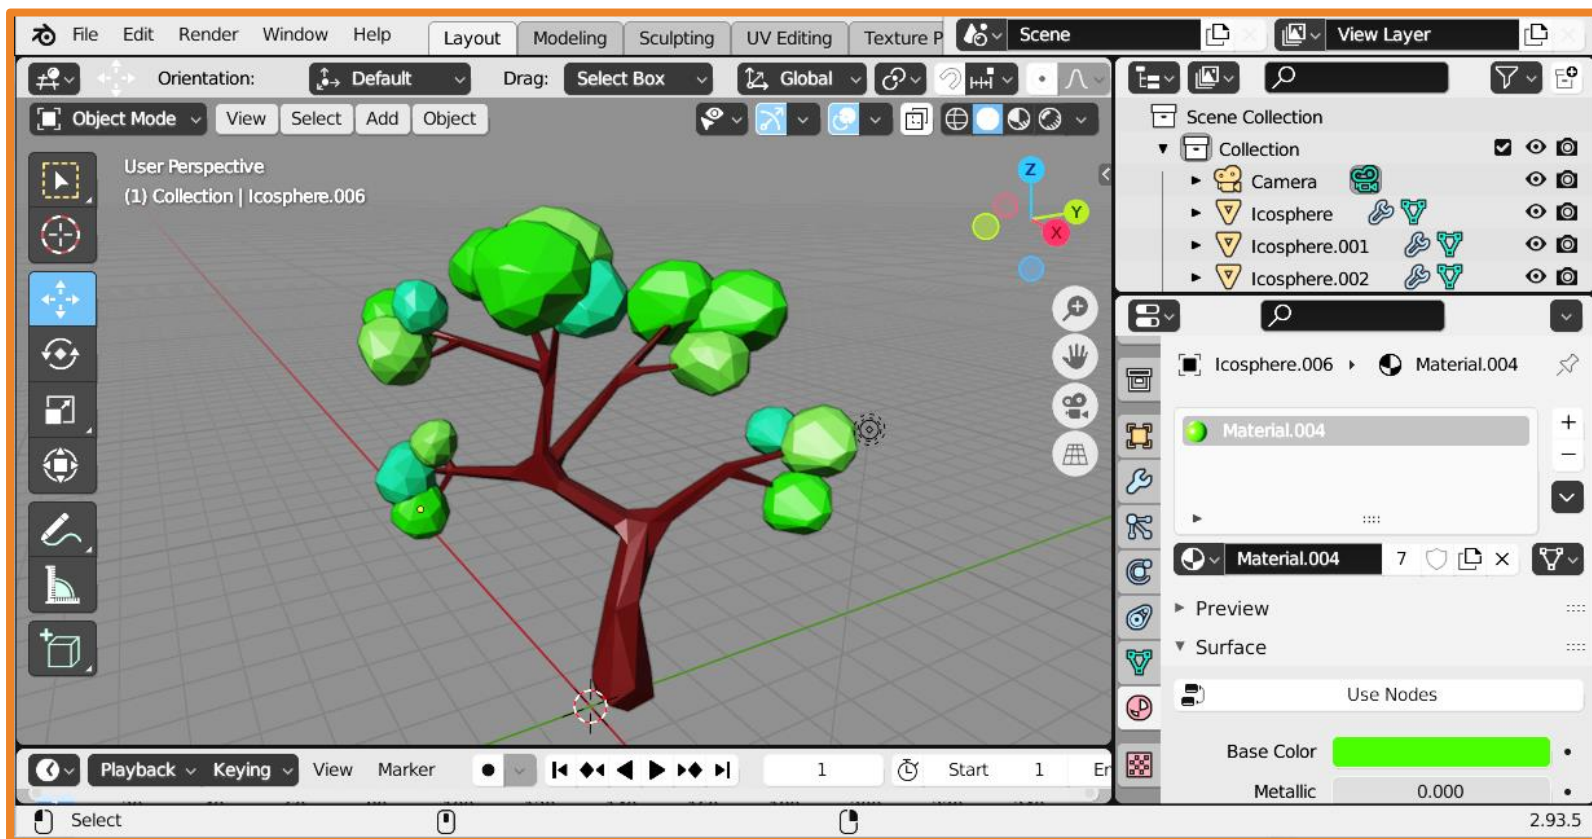 File Edit Render Window Help Layout Modeling Sculpting UV Editing Texture P Scene View Layer
Orientation: Default Drag: Select Box Global
Object Mode View Select Add Object
User Perspective
(1) Collection | Icosphere.006
Z
Y
X
Scene Collection
Collection
Camera
Icosphere
Icosphere.001
Icosphere.002
Icosphere.006 Material.004
Material.004
Material.004 7
Preview
Surface
Use Nodes
Base Color
Metallic 0.000
Playback Keying View Marker 1 Start 1 Er
Select 2.93.5